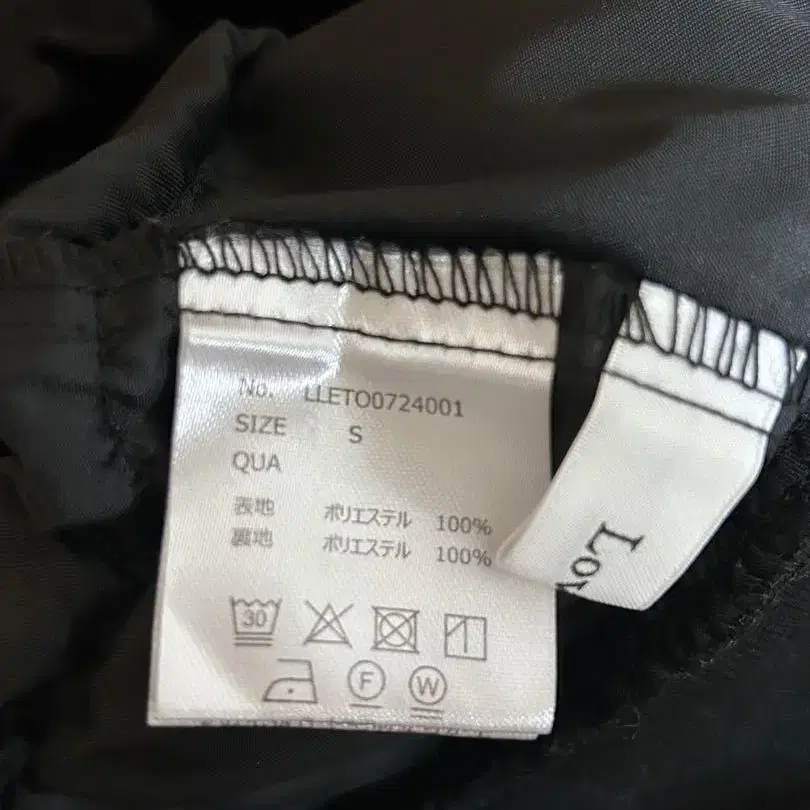 No. LLETO0724001
SIZE S
QUA
表地 ポリエステル 100%
裏地 ポリエステル 100%
30
F W
Lov